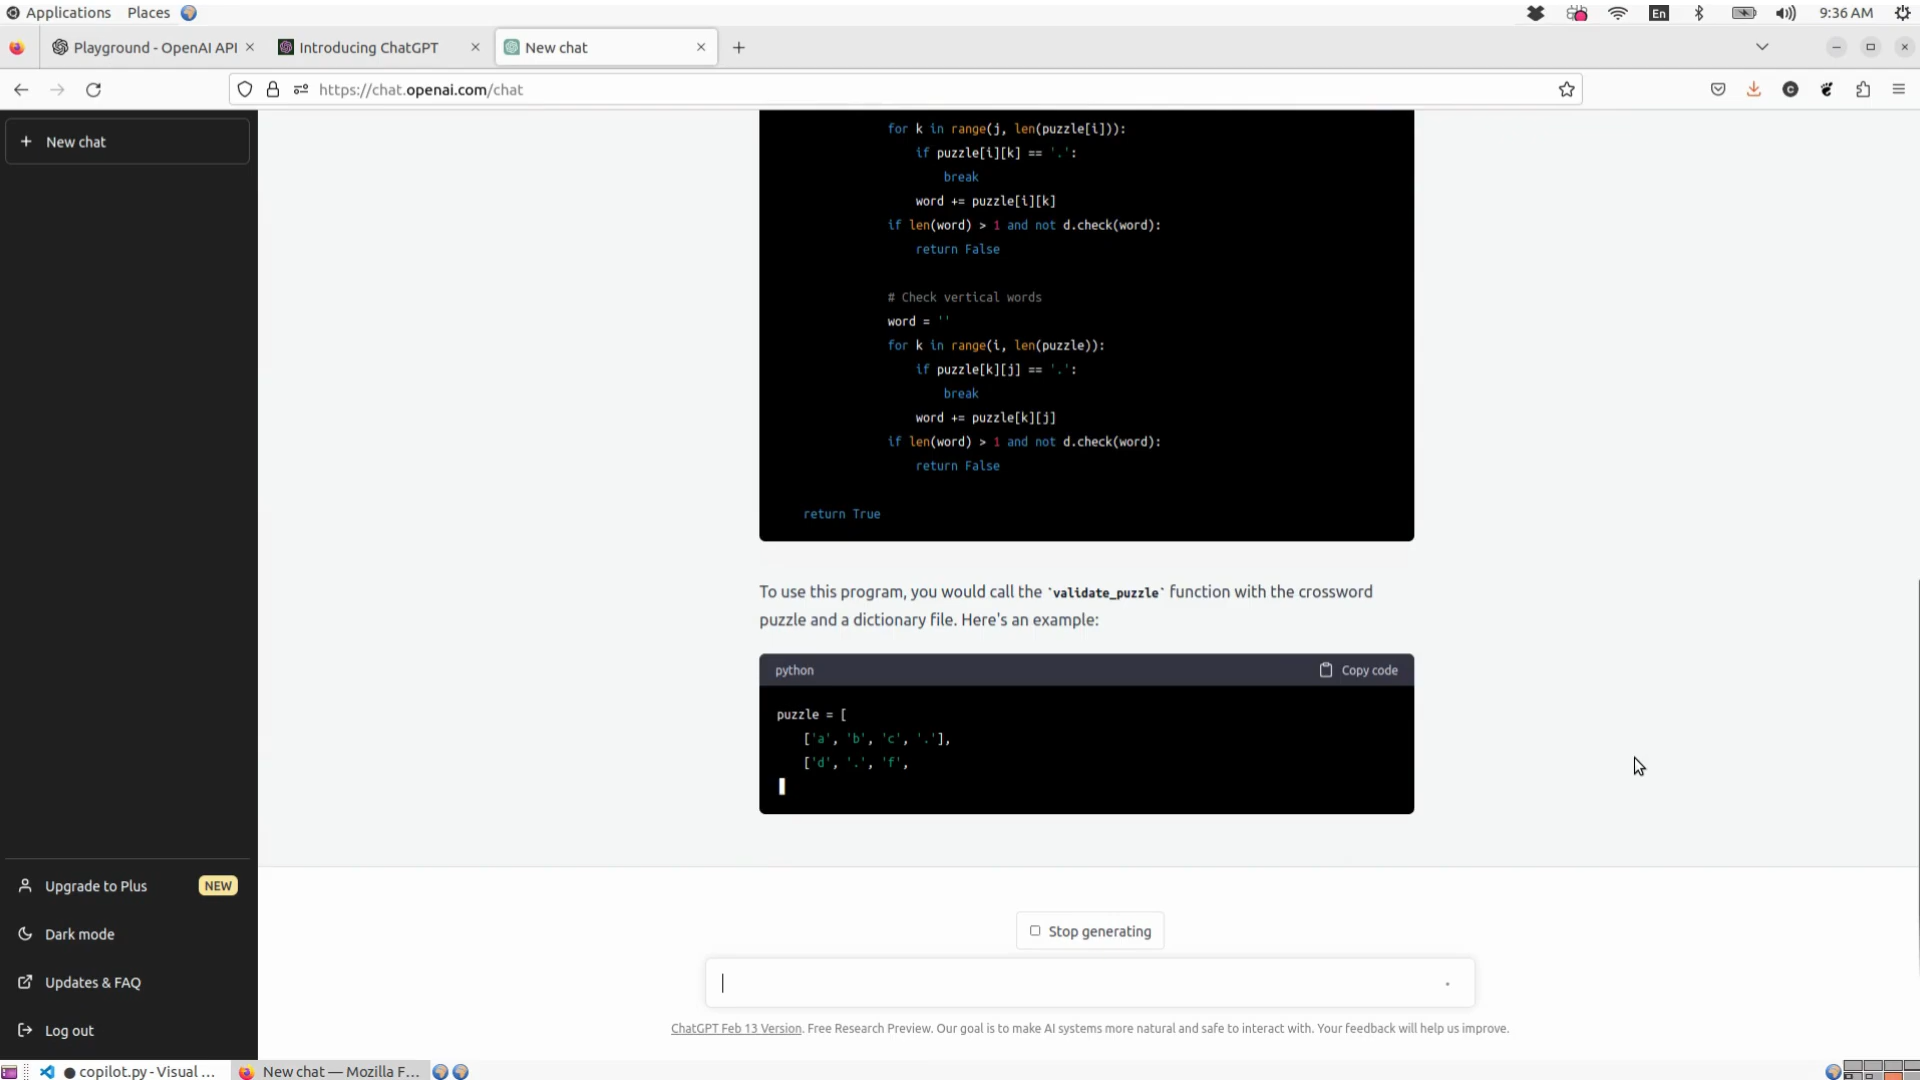 Applications Places En 9:36 AM
Playground - OpenAI API × Introducing ChatGPT × New chat × +
https://chat.openai.com/chat
+ New chat
for k in range(j, len(puzzle[i])):
if puzzle[i][k] == '.':
break
word += puzzle[i][k]
if len(word) > 1 and not d.check(word):
return False
# Check vertical words
word = ''
for k in range(i, len(puzzle)):
if puzzle[k][j] == '.':
break
word += puzzle[k][j]
if len(word) > 1 and not d.check(word):
return False
return True
To use this program, you would call the `validate_puzzle` function with the crossword
puzzle and a dictionary file. Here's an example:
python Copy code
puzzle = [
['a', 'b', 'c', '.'],
['d', '.', 'f',
Upgrade to Plus NEW
Dark mode
Updates & FAQ
Log out
Stop generating
ChatGPT Feb 13 Version. Free Research Preview. Our goal is to make AI systems more natural and safe to interact with. Your feedback will help us improve.
copilot.py - Visual ... New chat — Mozilla F...